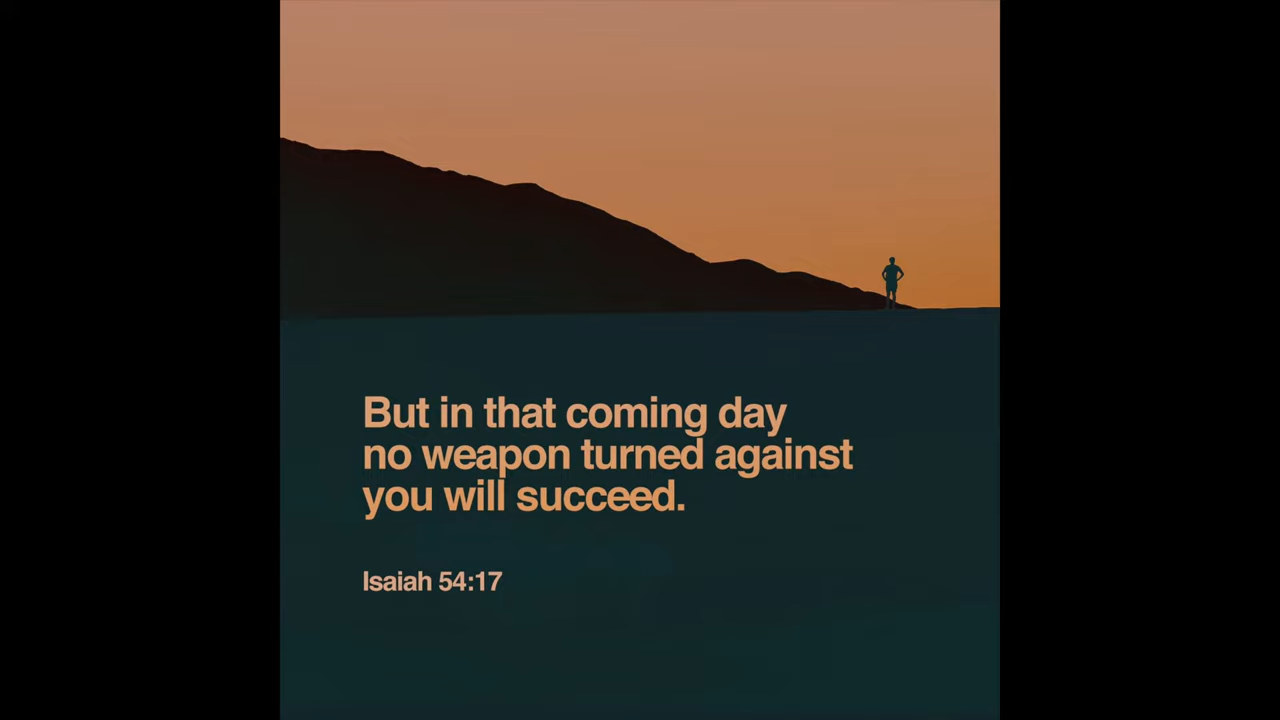 But in that coming day
no weapon turned against
you will succeed.
Isaiah 54:17